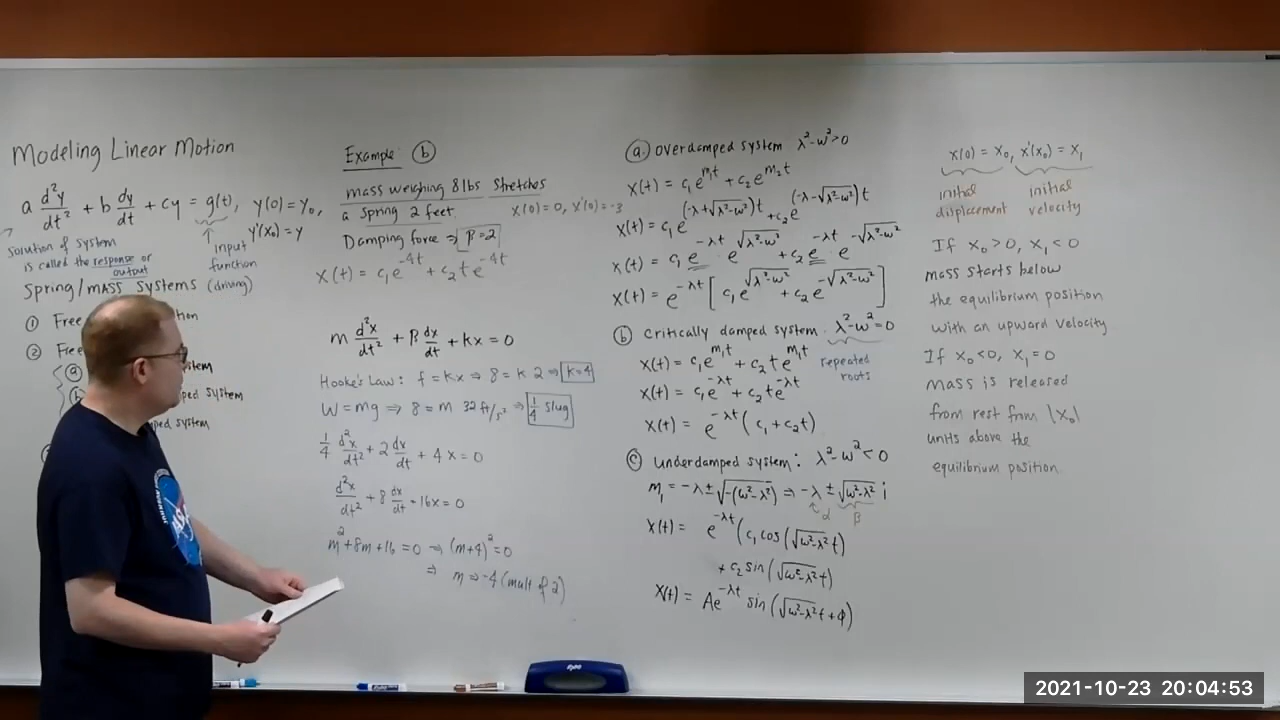 Modeling Linear Motion
a d²y/dt² + b dy/dt + cy = g(t), y(0) = y₀,
y'(x₀) = y
Solution of system
is called the response or
output
input
function
(driving)
Spring/mass Systems
① Free
② Free
ⓐ stem
ped system
ped system
Example ⓑ
mass weighing 8 lbs stretches
a spring 2 feet.
x(0) = 0, x'(0) = -3
Damping force ⇒ β = 2
x(t) = c₁e^(-4t) + c₂te^(-4t)
m d²x/dt² + β dx/dt + kx = 0
Hooke's Law: f = kx ⇒ 8 = k 2 ⇒ k = 4
W = mg ⇒ 8 = m 32 ft/s² ⇒ 1/4 slug
1/4 d²x/dt² + 2 dx/dt + 4x = 0
d²x/dt² + 8 dx/dt - 16x = 0
m² + 8m + 16 = 0 ⇒ (m+4)² = 0
⇒ m = -4 (mult of 2)
ⓐ overdamped system λ²-ω² > 0
x(t) = c₁e^(m₁t) + c₂e^(m₂t)
x(t) = c₁e^((-λ+√(λ²-ω²))t) + c₂e^((-λ-√(λ²-ω²))t)
x(t) = c₁e^(-λt) · e^(√(λ²-ω²)) + c₂e^(-λt) · e^(-√(λ²-ω²))
x(t) = e^(-λt) [c₁e^(√(λ²-ω²)) + c₂e^(-√(λ²-ω²))]
ⓑ critically damped system. λ²-ω² = 0
x(t) = c₁e^(m₁t) + c₂te^(m₁t)
repeated
roots
x(t) = c₁e^(-λt) + c₂te^(-λt)
x(t) = e^(-λt) (c₁ + c₂t)
ⓒ underdamped system: λ²-ω² < 0
m₁ = -λ ± √(-(ω²-λ²)) ⇒ -λ ± √(ω²-λ²) i
α β
x(t) = e^(-λt) (c₁ cos(√(ω²-λ²) t)
+ c₂ sin(√(ω²-λ²) t)
x(t) = Ae^(-λt) sin(√(ω²-λ²) t + φ)
x(0) = x₀, x'(x₀) = x₁
initial displacement
initial velocity
If x₀ > 0, x₁ < 0
mass starts below
the equilibrium position
with an upward velocity
If x₀ < 0, x₁ = 0
mass is released
from rest from |x₀|
units above the
equilibrium position.
expo
2021-10-23 20:04:53